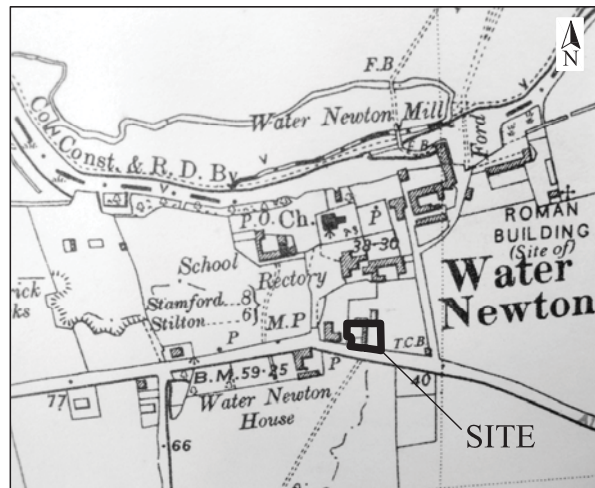 N
F.B
Water Newton Mill
Co. Const. & R. D. By
F.B.
Ford
P.O.
Ch.
P
38·30
ROMAN
BUILDING
(Site of)
School
Rectory
Water
Newton
Stamford 8
Stilton 6
M.P
P
P
T.C.B
B.M.59·25
Water Newton
House
40
77
66
SITE